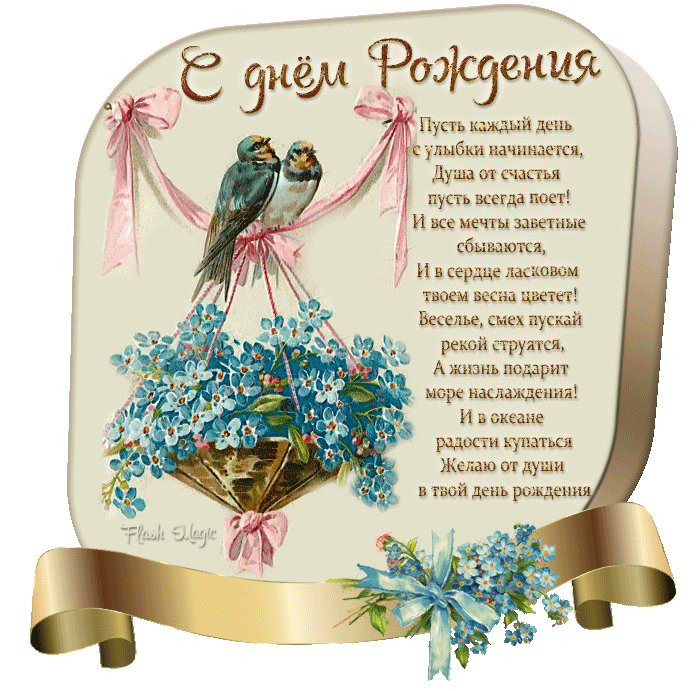 С днём Рождения
Пусть каждый день
с улыбки начинается,
Душа от счастья
пусть всегда поет!
И все мечты заветные
сбываются,
И в сердце ласковом
твоем весна цветет!
Веселье, смех пускай
рекой струятся,
А жизнь подарит
море наслаждения!
И в океане
радости купаться
Желаю от души
в твой день рождения
Flash Magic